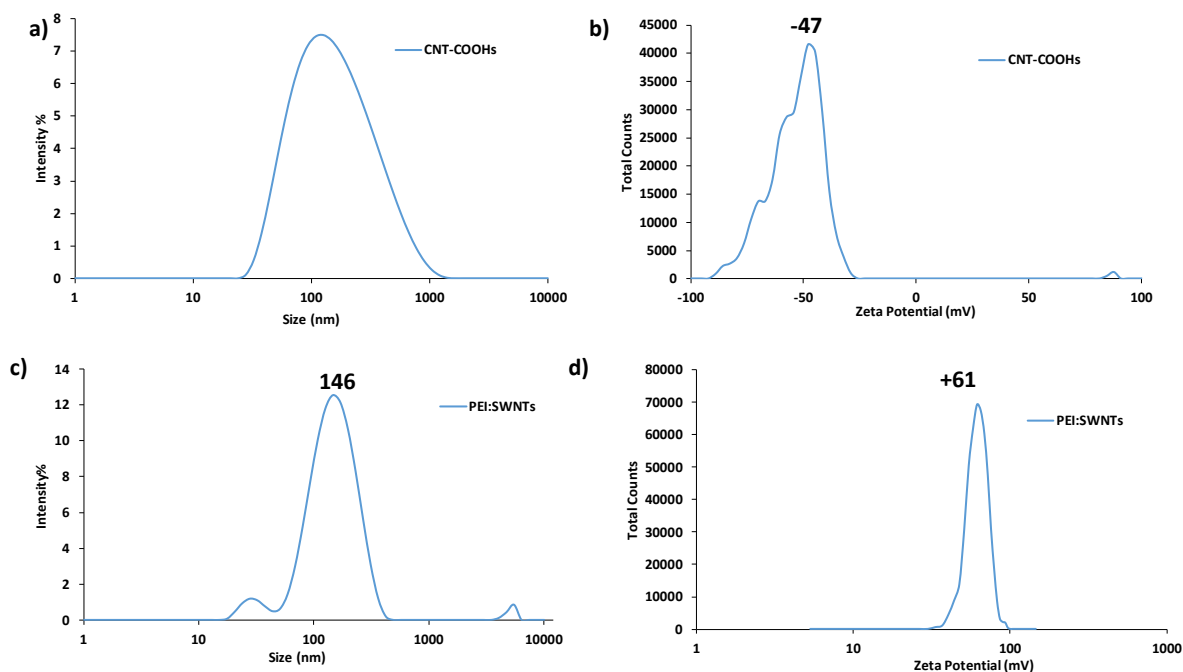 a)
8
7
6
5
4
3
2
1
0
Intensity %
CNT-COOHs
1 10 100 1000 10000
Size (nm)
b)
-47
45000
40000
35000
30000
25000
20000
15000
10000
5000
0
Total Counts
CNT-COOHs
-100 -50 0 50 100
Zeta Potential (mV)
c)
146
14
12
10
8
6
4
2
0
Intensity%
PEI:SWNTs
1 10 100 1000 10000
Size (nm)
d)
+61
80000
70000
60000
50000
40000
30000
20000
10000
0
Total Counts
PEI:SWNTs
1 10 100 1000
Zeta Potential (mV)